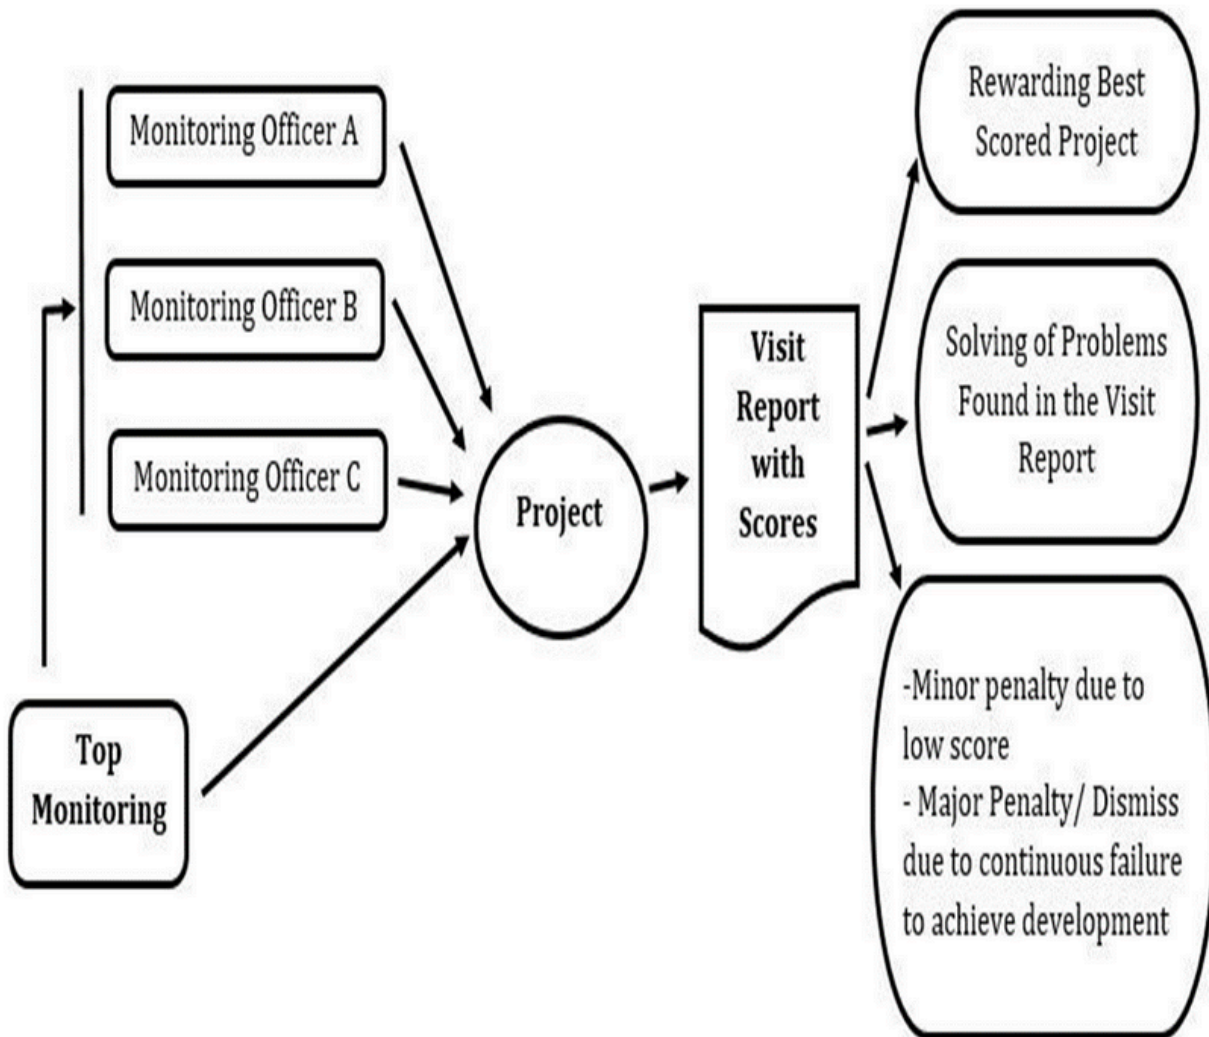 Monitoring Officer A
Monitoring Officer B
Monitoring Officer C
Top
Monitoring
Project
Visit
Report
with
Scores
Rewarding Best
Scored Project
Solving of Problems
Found in the Visit
Report
-Minor penalty due to
low score
- Major Penalty/ Dismiss
due to continuous failure
to achieve development